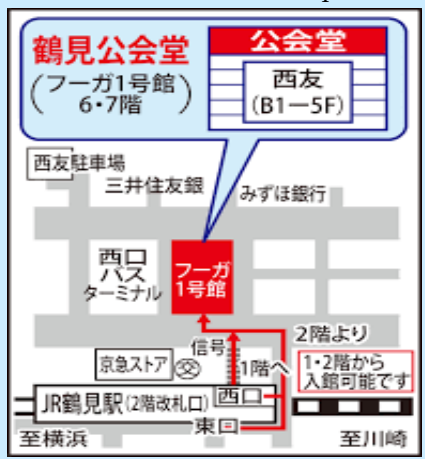 鶴見公会堂
(フーガ1号館
6・7階)
公会堂
西友
(B1ー5F)
西友駐車場
三井住友銀
みずほ銀行
西口
バス
ターミナル
フーガ
1号館
2階より
信号
1階へ
1・2階から
入館可能です
京急ストア
交
西口
JR鶴見駅(2階改札口)
東口
至横浜
至川崎